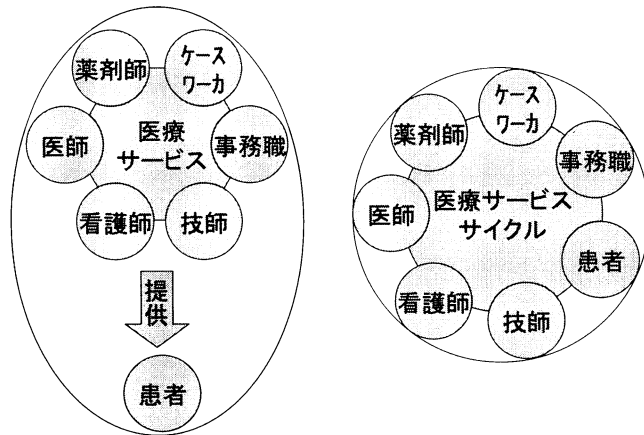 薬剤師
ケース
ワーカ
医師
医療
サービス
事務職
看護師
技師
提供
患者
ケース
ワーカ
薬剤師
事務職
医師
医療サービス
サイクル
患者
看護師
技師